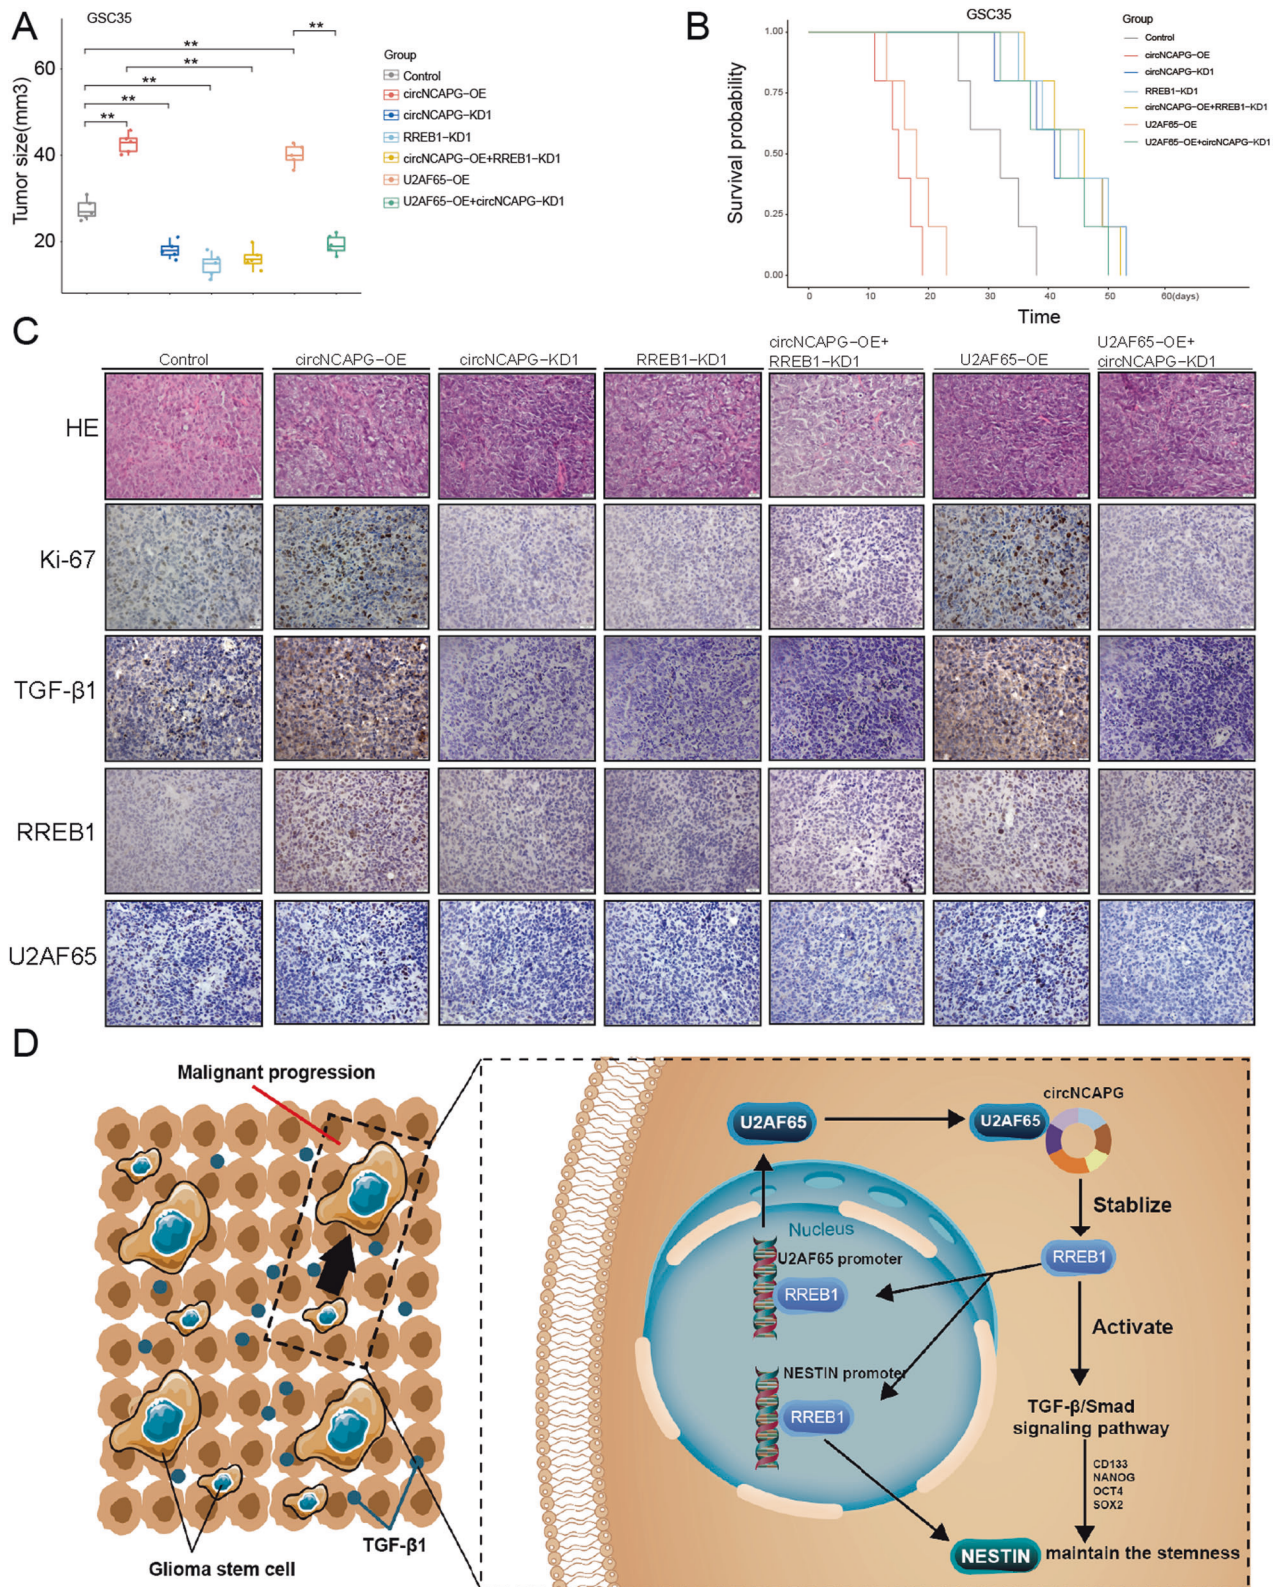 A
GSC35
Tumor size(mm3)
60
40
20
**
**
**
**
**
**
Group
Control
circNCAPG−OE
circNCAPG−KD1
RREB1−KD1
circNCAPG−OE+RREB1−KD1
U2AF65−OE
U2AF65−OE+circNCAPG−KD1
B
GSC35
Survival probability
1.00
0.75
0.50
0.25
0.00
0
10
20
30
40
50
60(days)
Time
Group
Control
circNCAPG−OE
circNCAPG−KD1
RREB1−KD1
circNCAPG−OE+RREB1−KD1
U2AF65−OE
U2AF65−OE+circNCAPG−KD1
C
Control
circNCAPG−OE
circNCAPG−KD1
RREB1−KD1
circNCAPG−OE+
RREB1−KD1
U2AF65−OE
U2AF65−OE+
circNCAPG−KD1
HE
Ki-67
TGF-β1
RREB1
U2AF65
D
Malignant progression
Glioma stem cell
TGF-β1
U2AF65
U2AF65
circNCAPG
Stablize
RREB1
Nucleus
U2AF65 promoter
RREB1
NESTIN promoter
RREB1
Activate
TGF-β/Smad
signaling pathway
CD133
NANOG
OCT4
SOX2
NESTIN
maintain the stemness